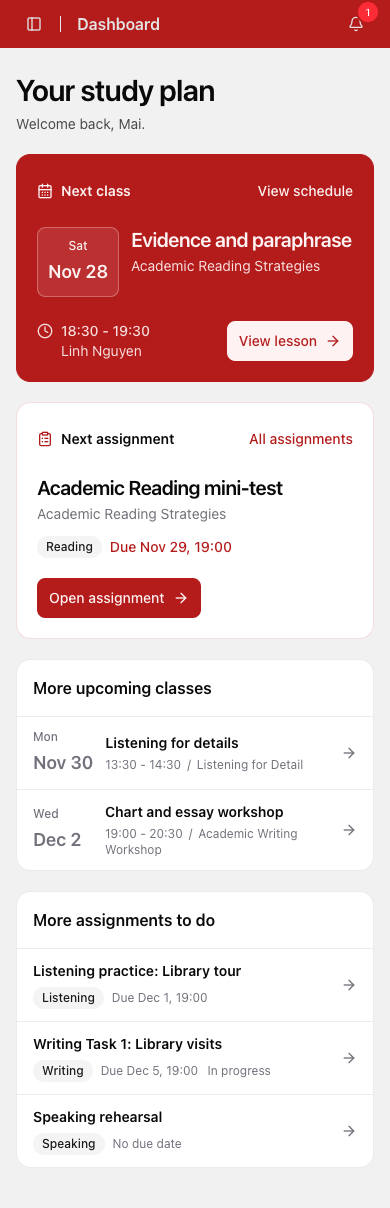 Dashboard
1
Your study plan
Welcome back, Mai.
Next class
View schedule
Sat
Nov 28
Evidence and paraphrase
Academic Reading Strategies
18:30 - 19:30
Linh Nguyen
View lesson
Next assignment
All assignments
Academic Reading mini-test
Academic Reading Strategies
Reading
Due Nov 29, 19:00
Open assignment
More upcoming classes
Mon
Nov 30
Listening for details
13:30 - 14:30 / Listening for Detail
Wed
Dec 2
Chart and essay workshop
19:00 - 20:30 / Academic Writing
Workshop
More assignments to do
Listening practice: Library tour
Listening
Due Dec 1, 19:00
Writing Task 1: Library visits
Writing
Due Dec 5, 19:00
In progress
Speaking rehearsal
Speaking
No due date